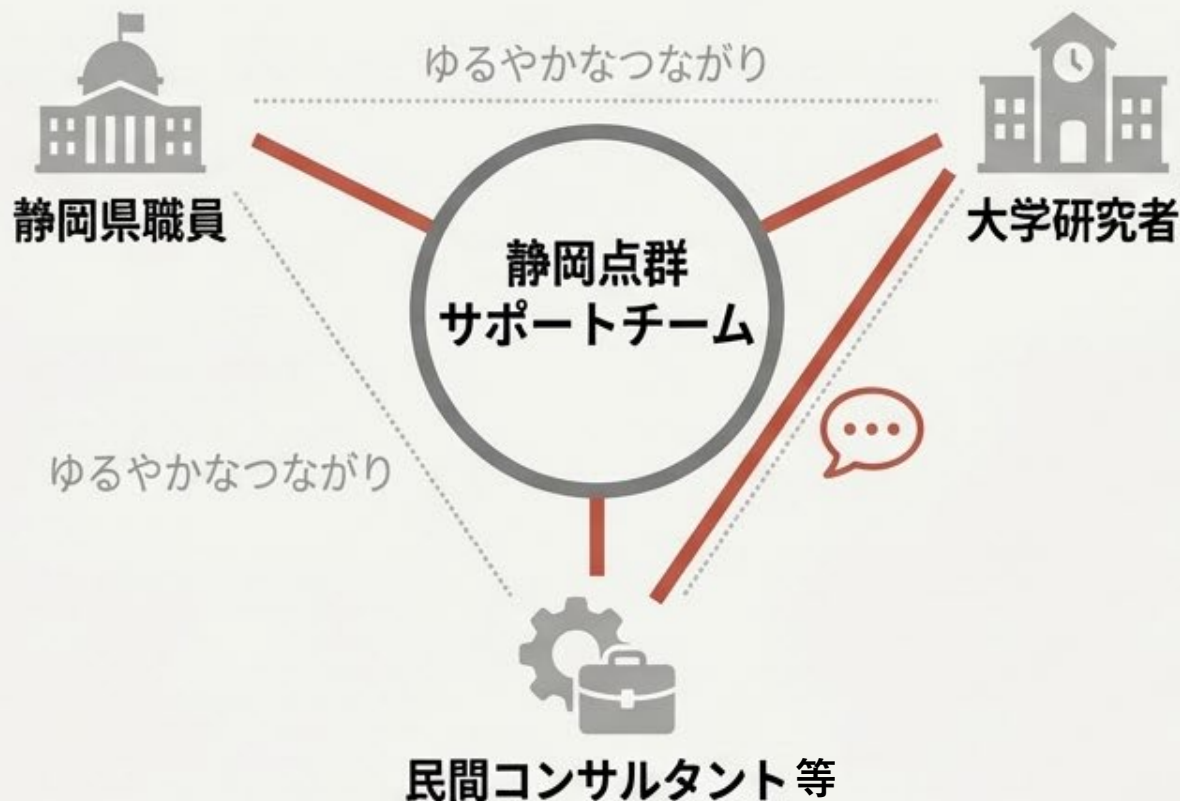 ゆるやかなつながり
静岡県職員
大学研究者
静岡点群
サポートチーム
ゆるやかなつながり
民間コンサルタント 等